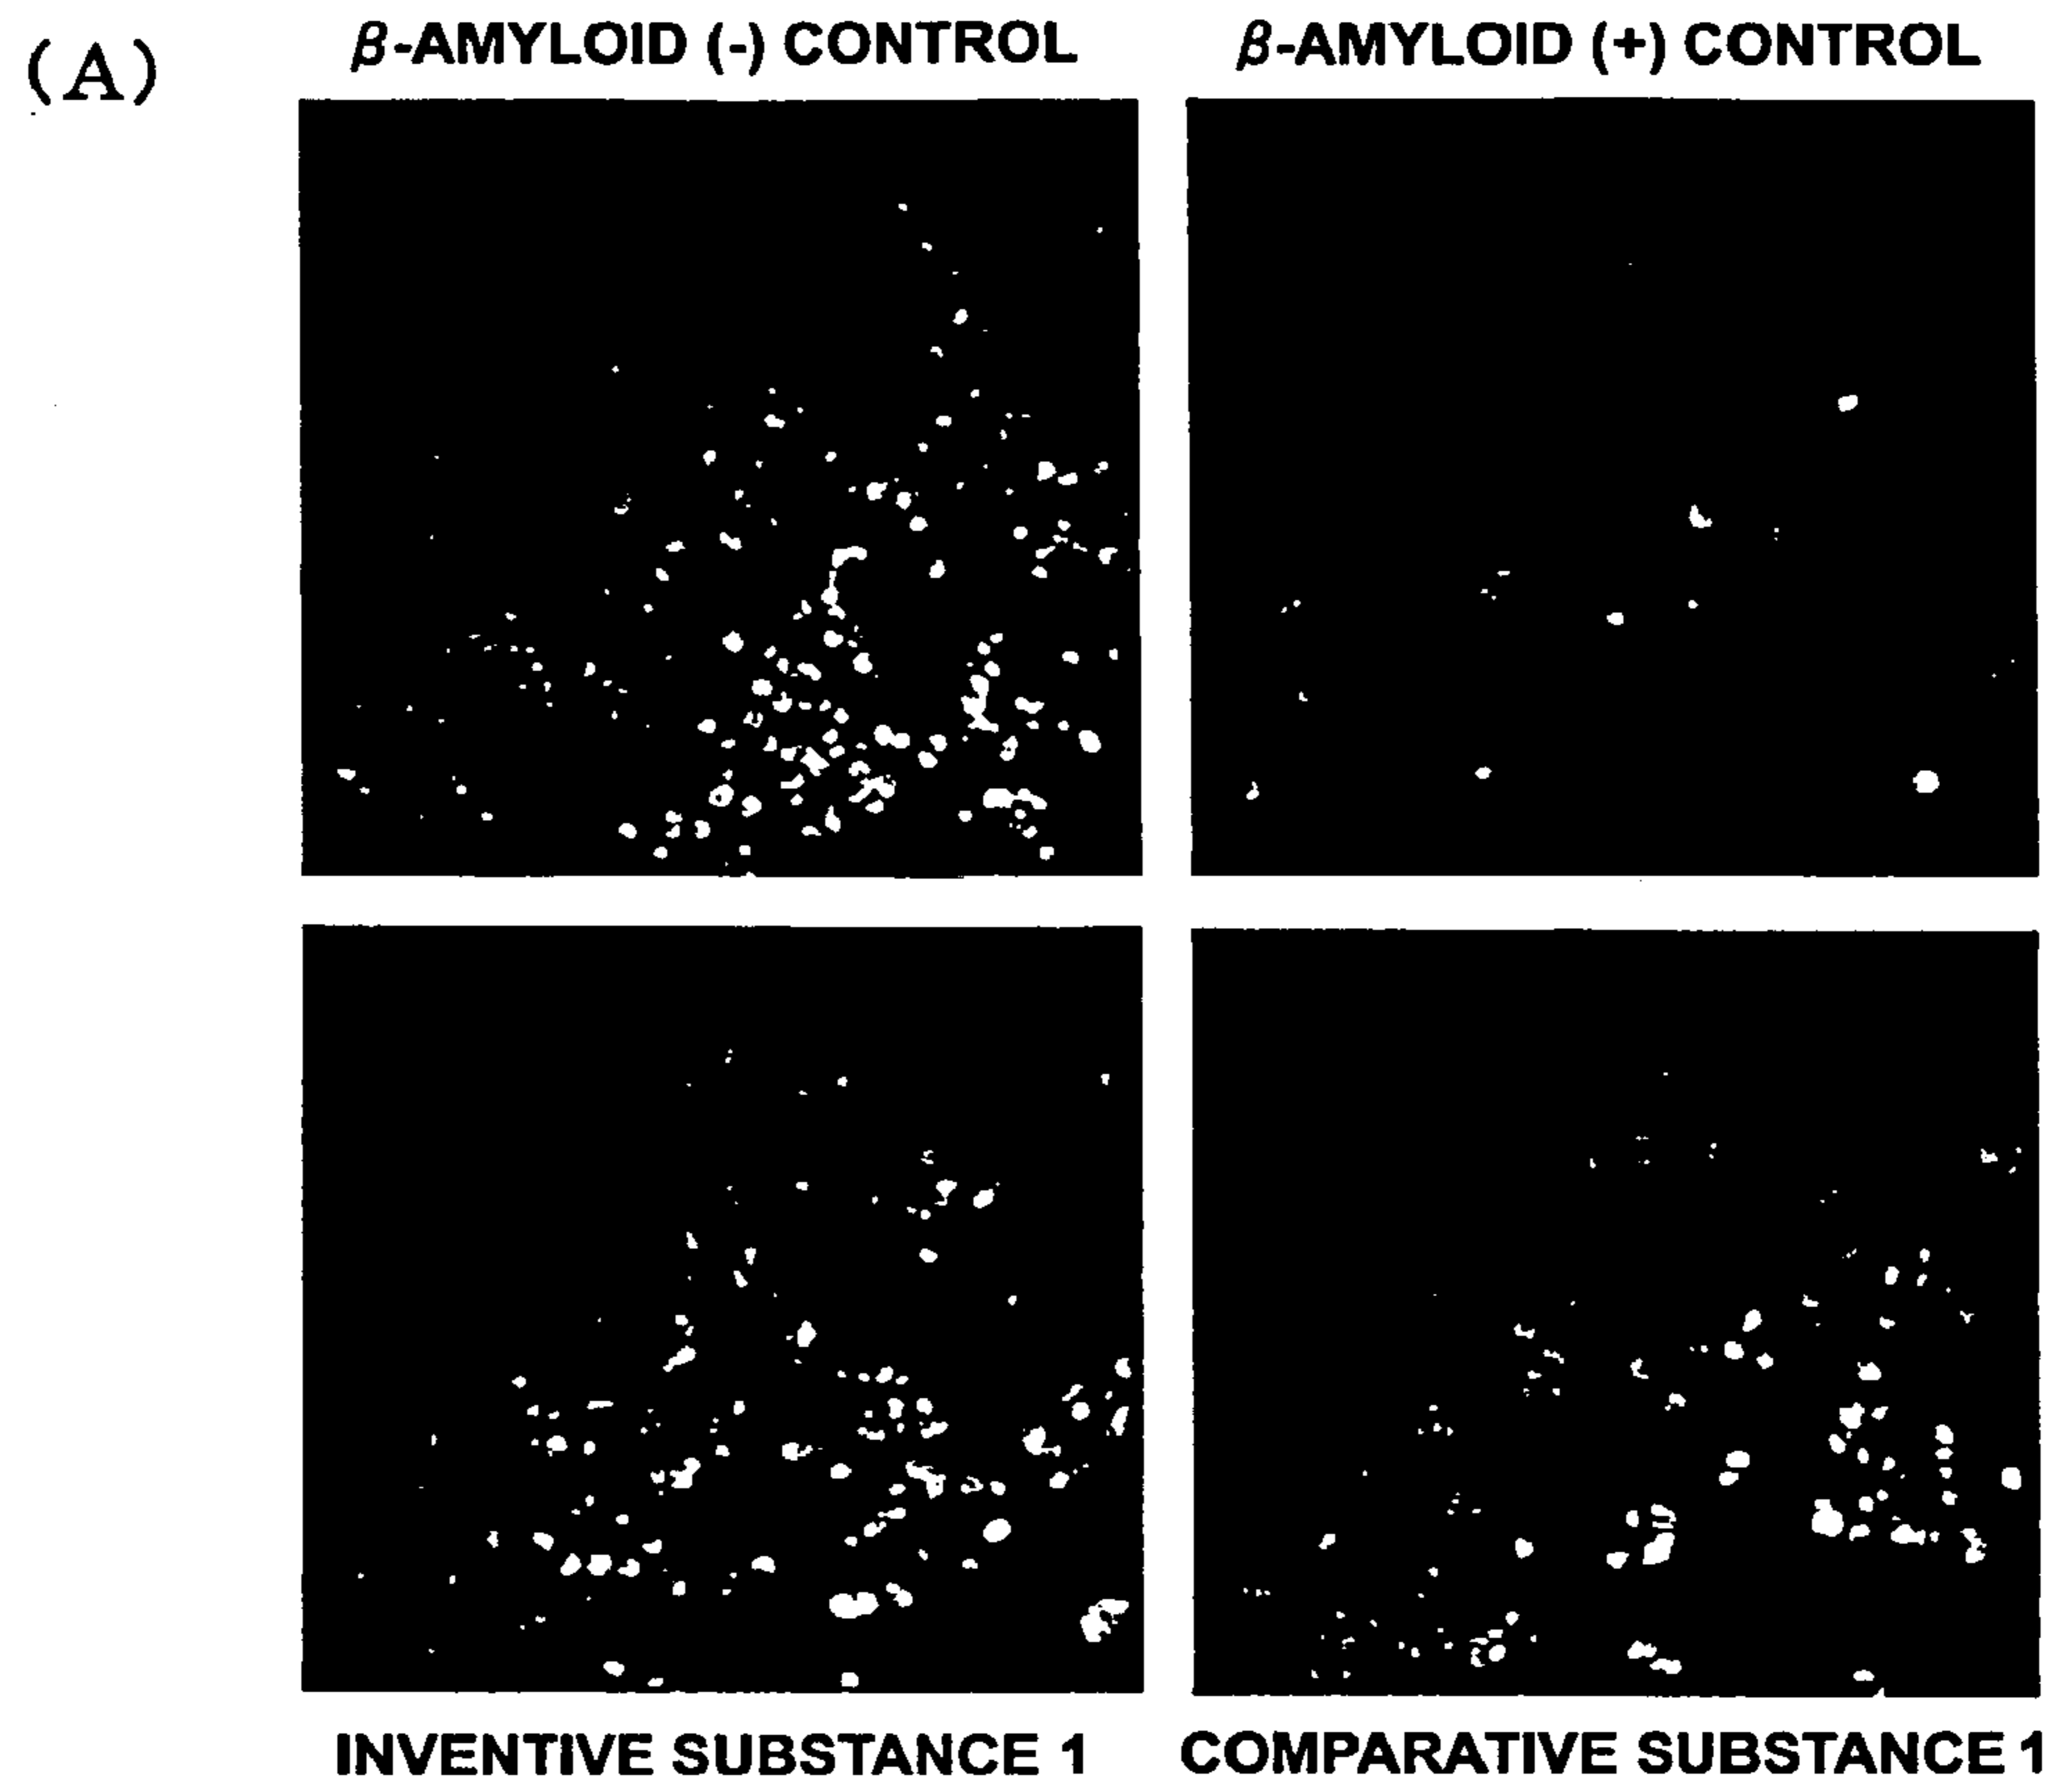 (A)
β-AMYLOID (-) CONTROL
β-AMYLOID (+) CONTROL
INVENTIVE SUBSTANCE 1
COMPARATIVE SUBSTANCE 1